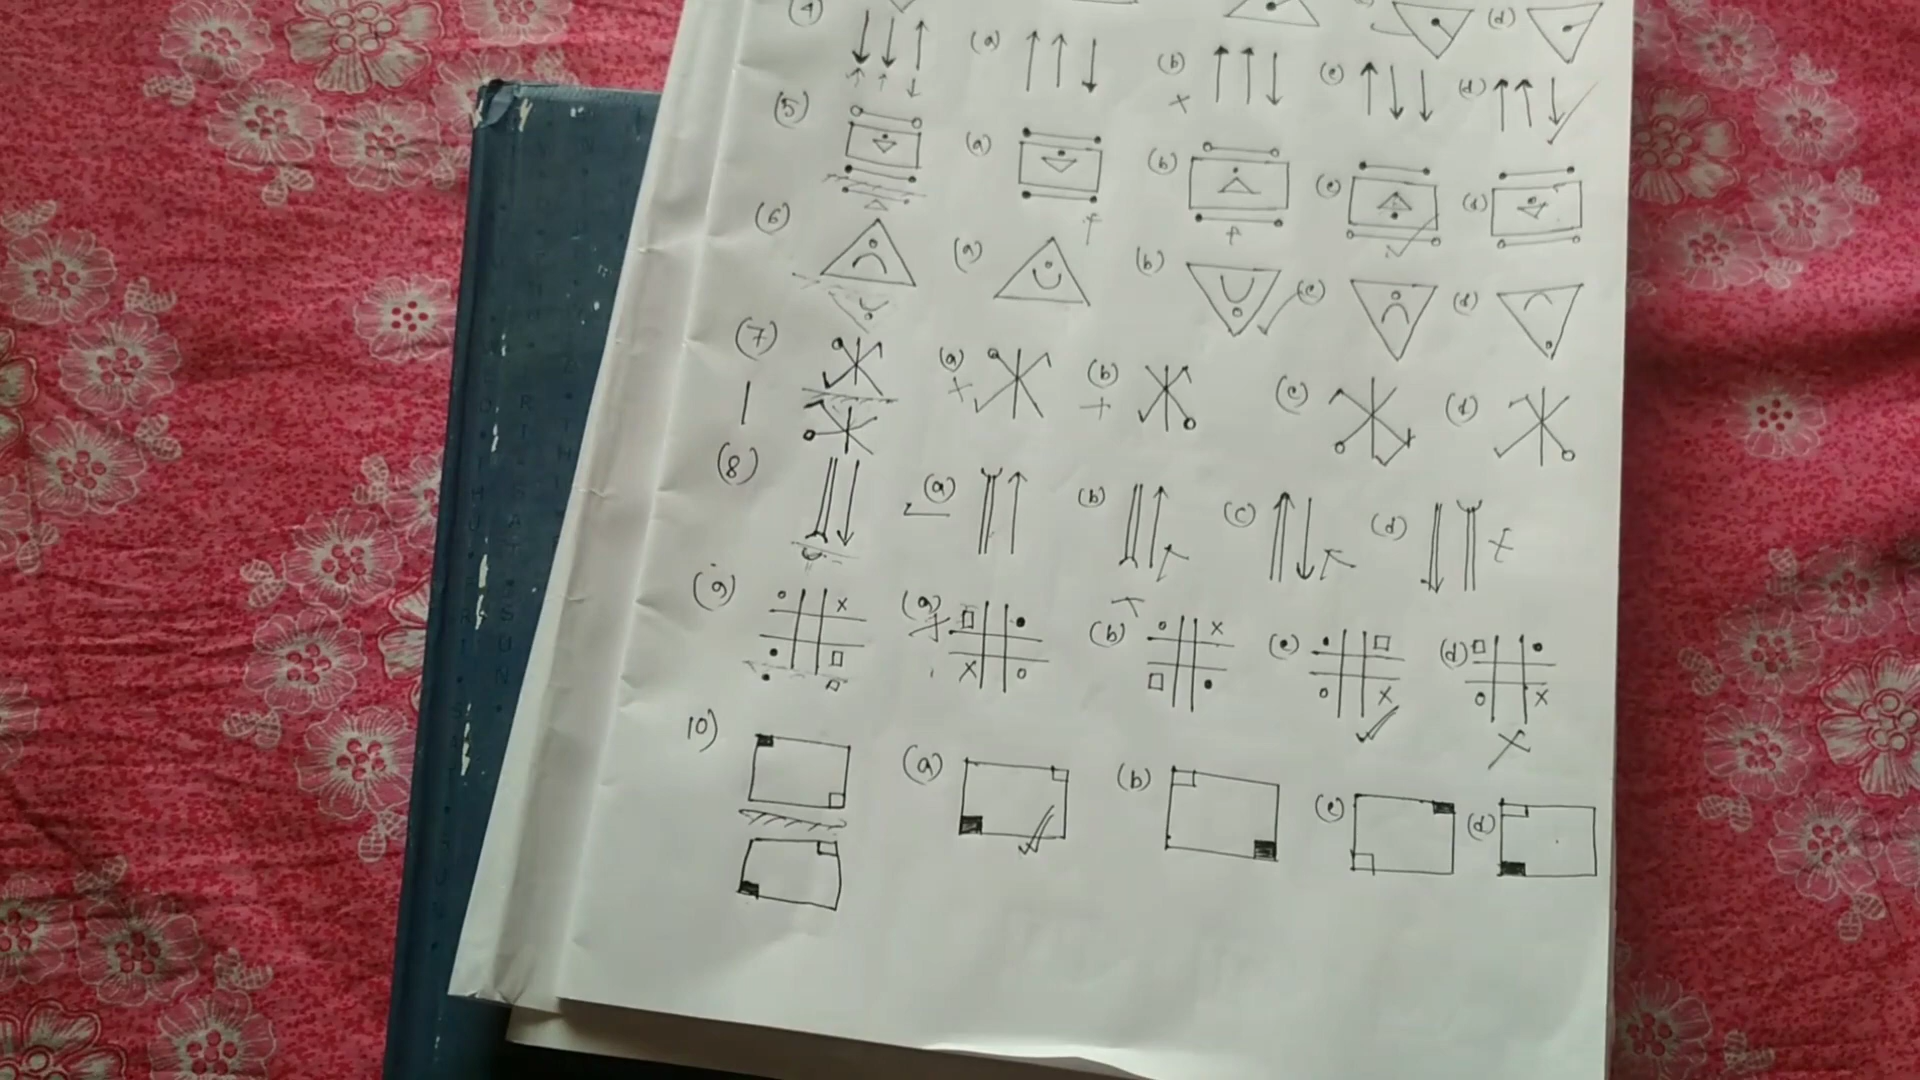 (4) (a) (b) (c) (d)
(5) (a) (b) (c) (d)
(6) (a) (b) (c) (d)
(7) (a) (b) (c) (d)
(8) (a) (b) (c) (d)
(9) (a) (b) (c) (d)
10) (a) (b) (c) (d)